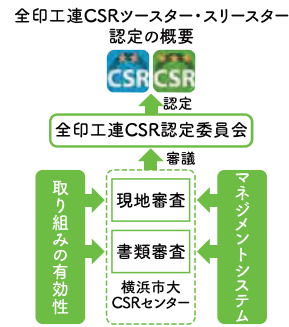 全印工連CSRツースター・スリースター
認定の概要
CSR
CSR
認定
全印工連CSR認定委員会
審議
取り組みの有効性
現地審査
書類審査
横浜市大
CSRセンター
マネジメントシステム